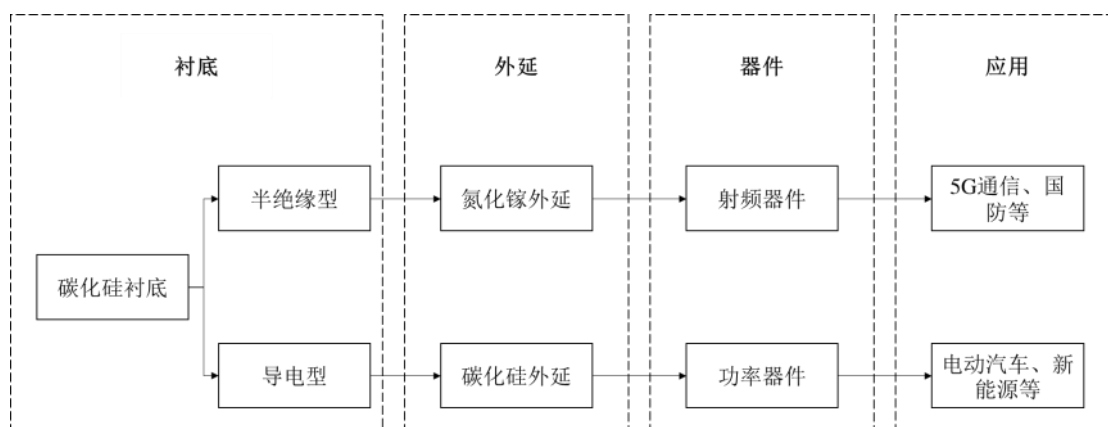 衬底
外延
器件
应用
半绝缘型
氮化镓外延
射频器件
5G通信、国
防等
碳化硅衬底
导电型
碳化硅外延
功率器件
电动汽车、新
能源等